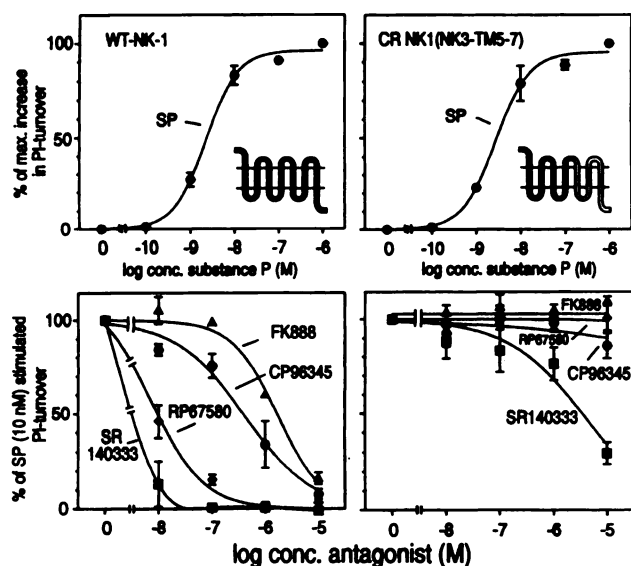 WT-NK-1
CR NK1(NK3-TM5-7)
% of max. increase
in PI-turnover
100
50
0
SP
SP
0 -10 -9 -8 -7 -6
0 -10 -9 -8 -7 -6
log conc. substance P (M)
log conc. substance P (M)
% of SP (10 nM) stimulated
PI-turnover
100
50
0
FK888
CP96345
RP67580
SR
140333
FK888
RP67580
CP96345
SR140333
0 -8 -7 -6 -5
0 -8 -7 -6 -5
log conc. antagonist (M)